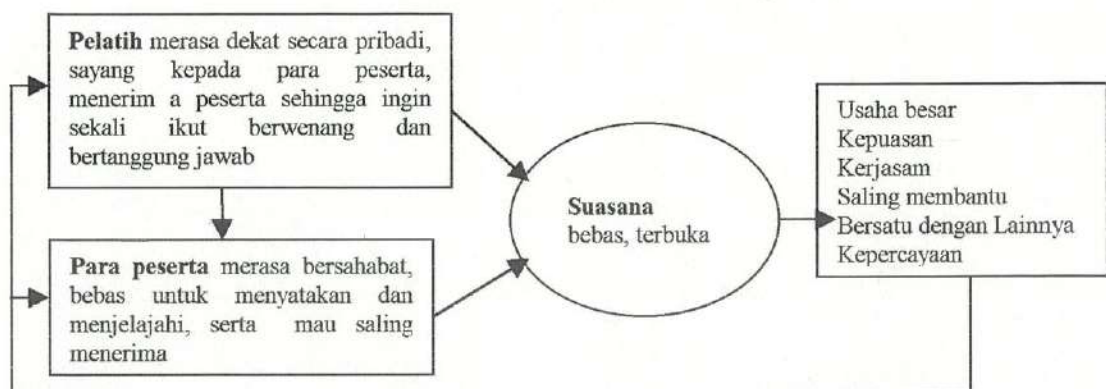 Pelatih merasa dekat secara pribadi,
sayang kepada para peserta,
menerim a peserta sehingga ingin
sekali ikut berwenang dan
bertanggung jawab
Para peserta merasa bersahabat,
bebas untuk menyatakan dan
menjelajahi, serta mau saling
menerima
Suasana
bebas, terbuka
Usaha besar
Kepuasan
Kerjasam
Saling membantu
Bersatu dengan Lainnya
Kepercayaan